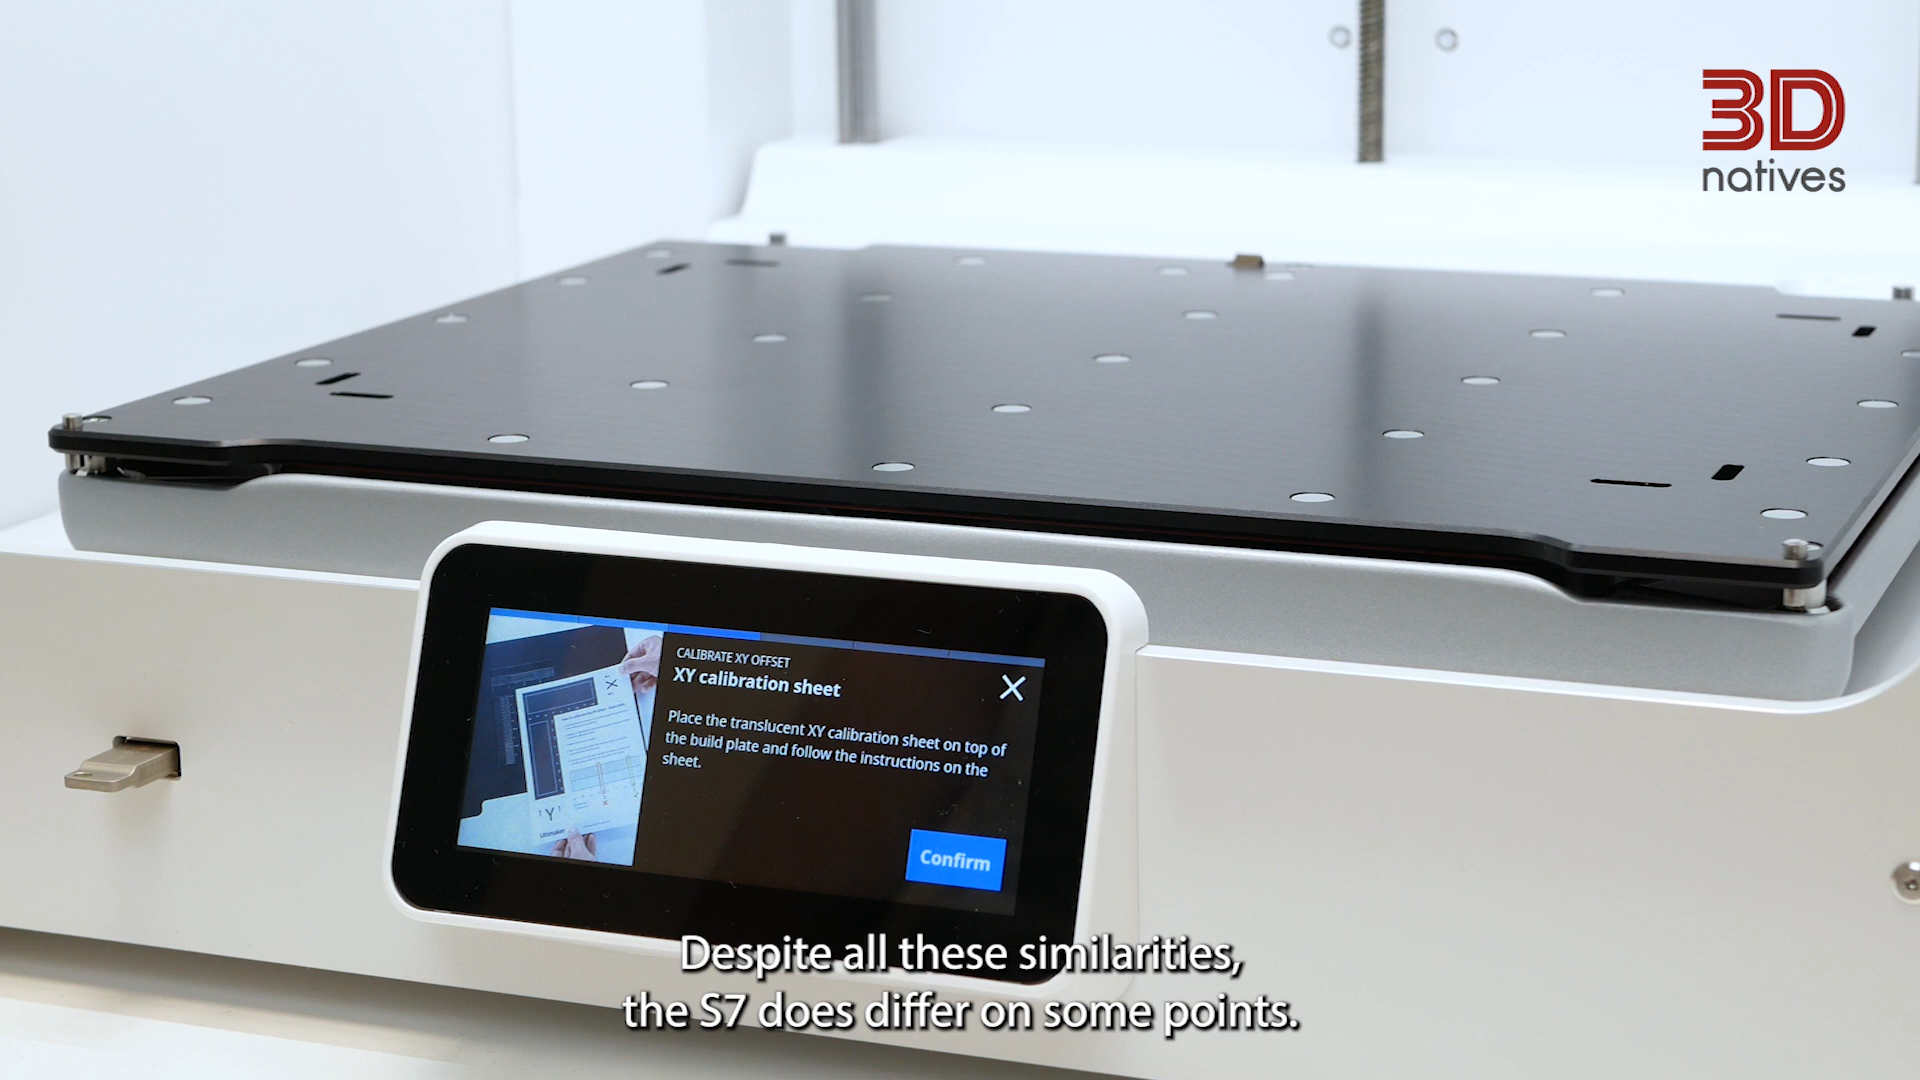 3D
natives
CALIBRATE XY OFFSET
XY calibration sheet
Place the translucent XY calibration sheet on top of
the build plate and follow the instructions on the
sheet.
Confirm
X
Y
Ultimaker
Despite all these similarities,
the S7 does differ on some points.